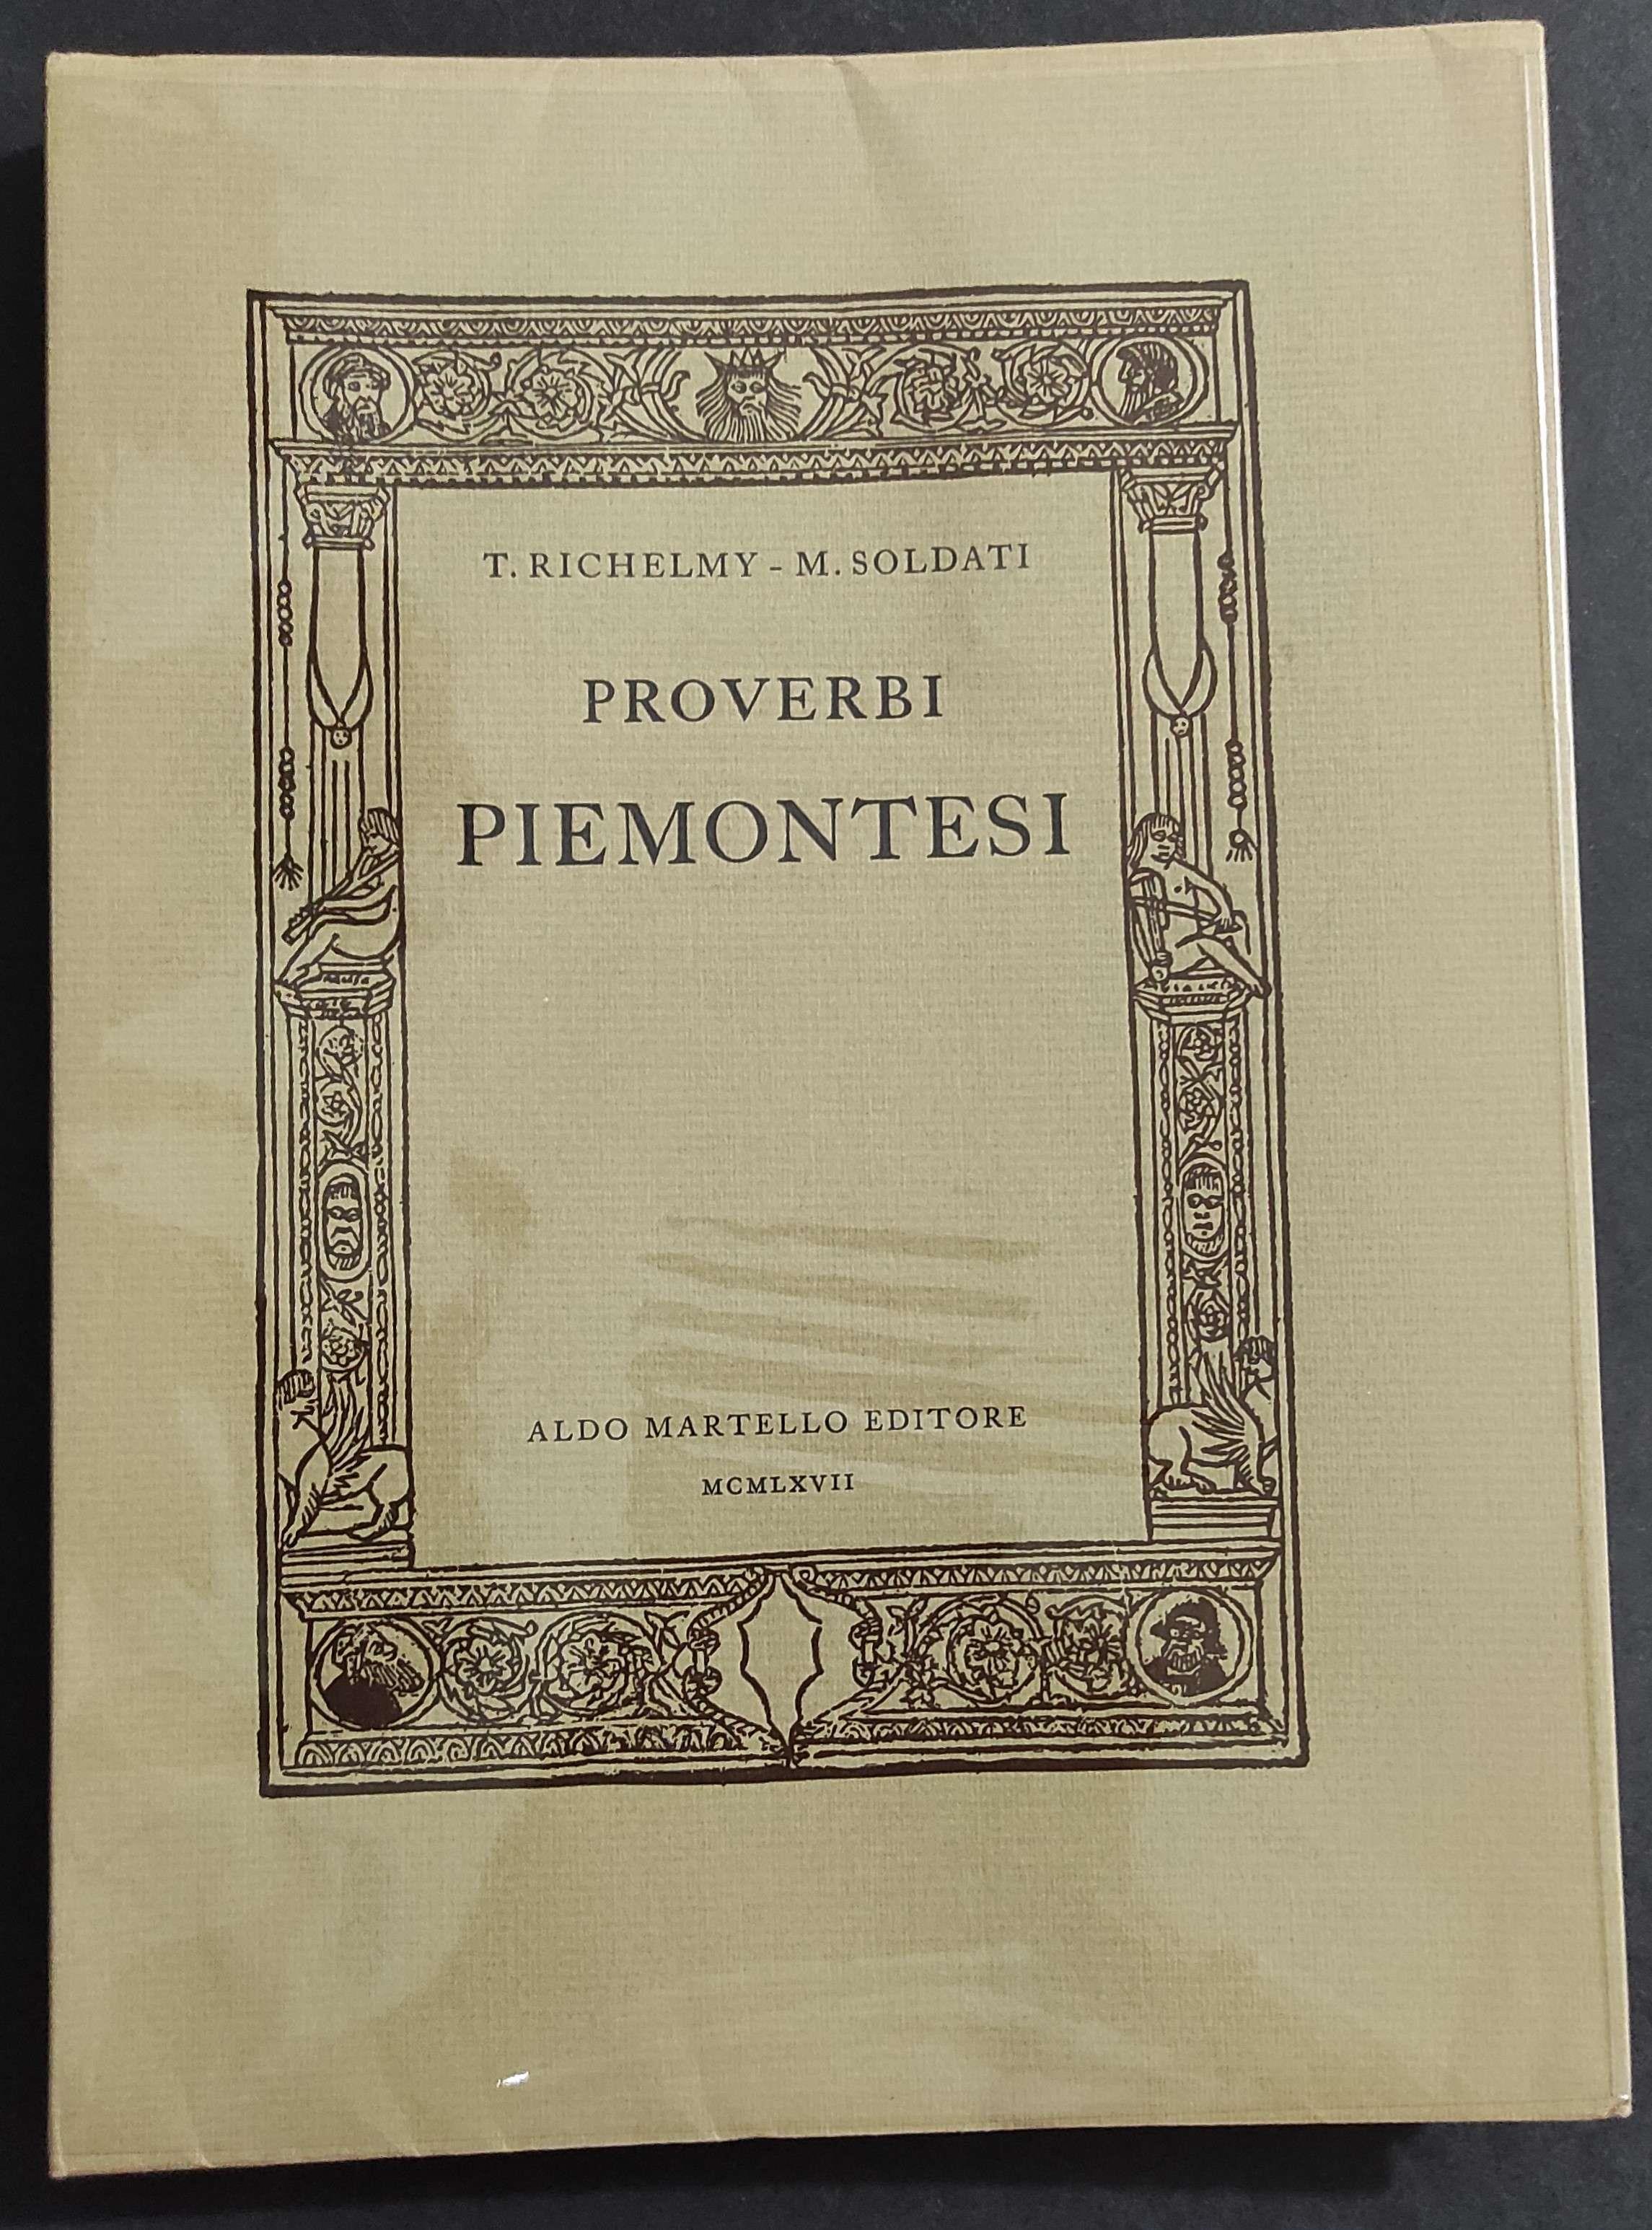 T. RICHELMY - M. SOLDATI
PROVERBI
PIEMONTESI
ALDO MARTELLO EDITORE
MCMLXVII